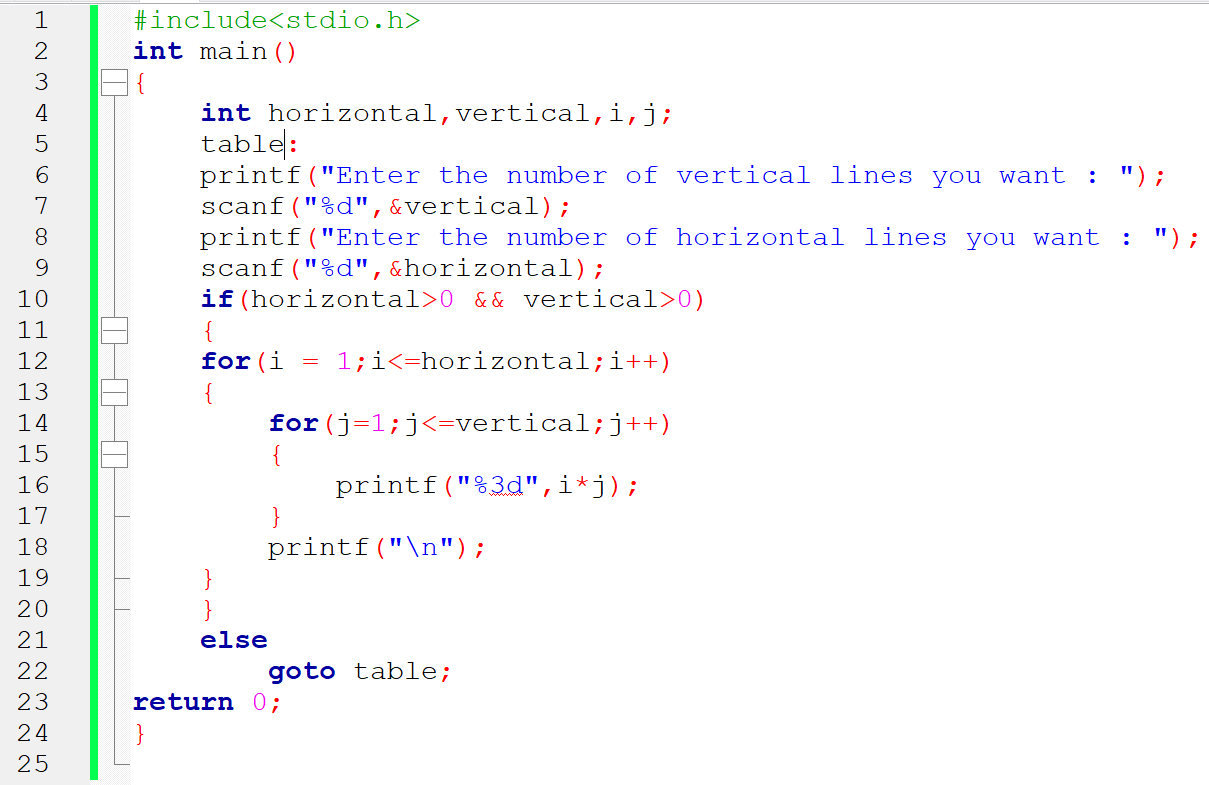 1 #include<stdio.h>
2 int main()
3 {
4     int horizontal,vertical,i,j;
5     table:
6     printf("Enter the number of vertical lines you want : ");
7     scanf("%d",&vertical);
8     printf("Enter the number of horizontal lines you want : ");
9     scanf("%d",&horizontal);
10     if(horizontal>0 && vertical>0)
11     {
12     for(i = 1;i<=horizontal;i++)
13     {
14         for(j=1;j<=vertical;j++)
15         {
16             printf("%3d",i*j);
17         }
18         printf("\n");
19     }
20     }
21     else
22         goto table;
23 return 0;
24 }
25